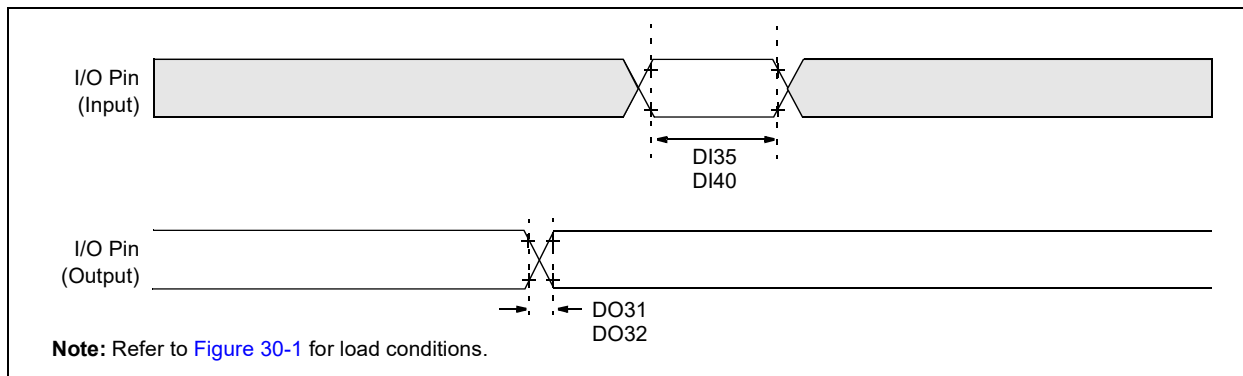 I/O Pin
(Input)
DI35
DI40
I/O Pin
(Output)
DO31
DO32
Note: Refer to Figure 30-1 for load conditions.